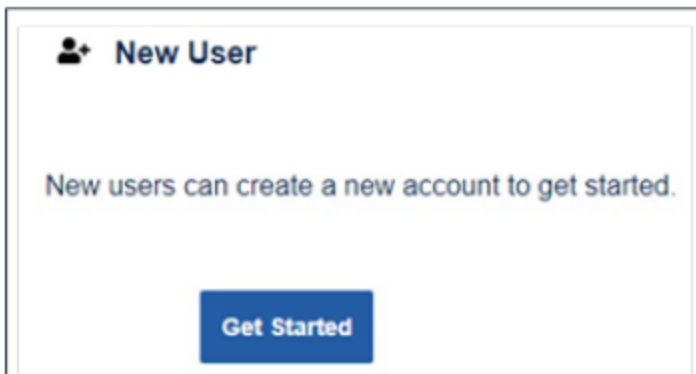 New User
New users can create a new account to get started.
Get Started